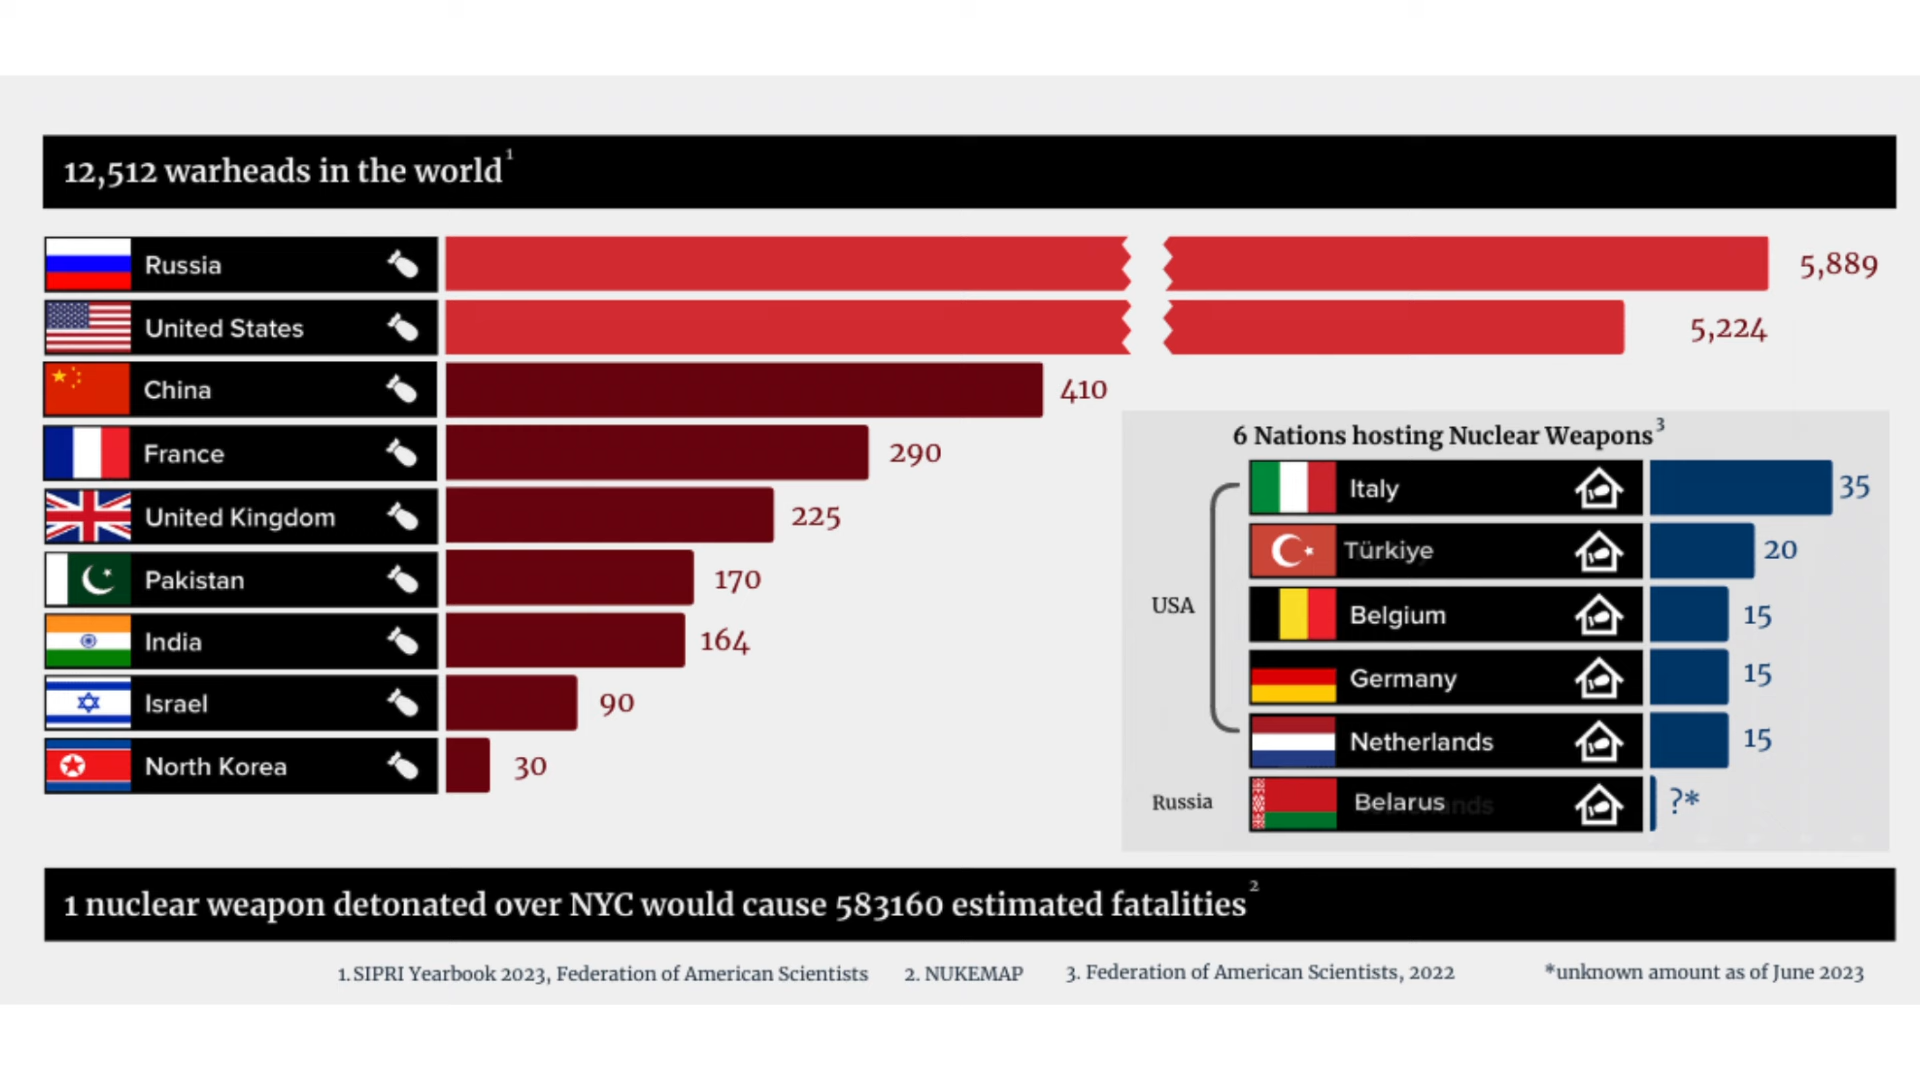 12,512 warheads in the world1
Russia 5,889
United States 5,224
China 410
France 290
United Kingdom 225
Pakistan 170
India 164
Israel 90
North Korea 30
6 Nations hosting Nuclear Weapons3
USA
Italy 35
Türkiye 20
Belgium 15
Germany 15
Netherlands 15
Russia
Belarus ?*
1 nuclear weapon detonated over NYC would cause 583160 estimated fatalities2
1. SIPRI Yearbook 2023, Federation of American Scientists 2. NUKEMAP 3. Federation of American Scientists, 2022 *unknown amount as of June 2023